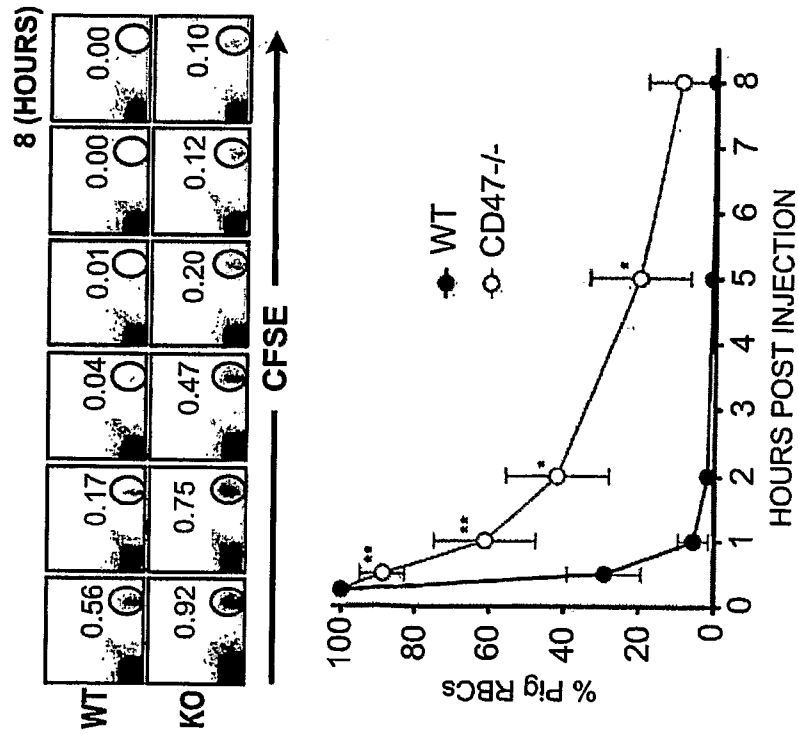 8 (HOURS)
WT 0.56 0.17 0.04 0.01 0.00 0.00
KO 0.92 0.75 0.47 0.20 0.12 0.10
CFSE
% Pig RBCs
100
80
60
40
20
0
** ** * *
WT
CD47-/-
0 1 2 3 4 5 6 7 8
HOURS POST INJECTION